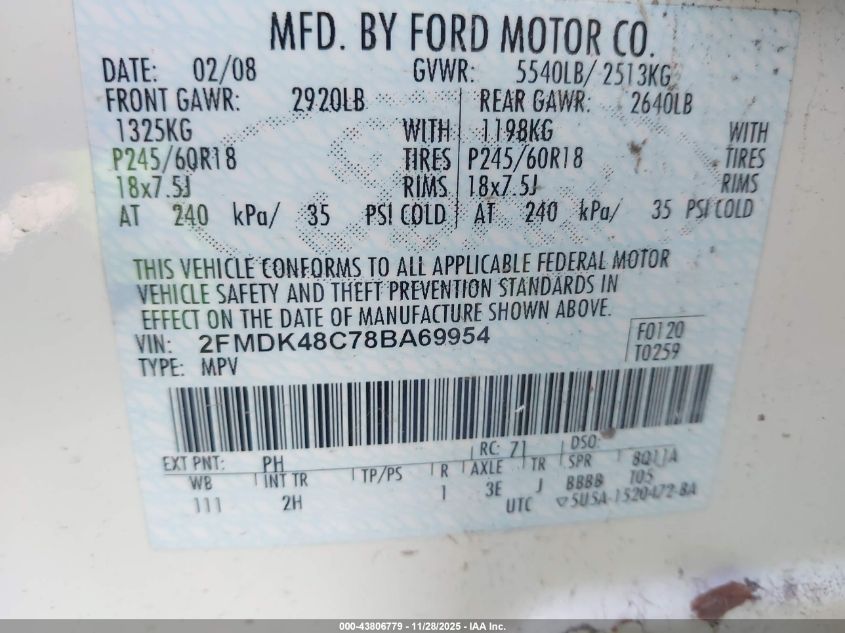 MFD. BY FORD MOTOR CO.
DATE: 02/08 GVWR: 5540LB/ 2513KG
FRONT GAWR: 2920LB REAR GAWR: 2640LB
1325KG WITH 1198KG WITH
P245/60R18 TIRES P245/60R18 TIRES
18x7.5J RIMS 18x7.5J RIMS
AT 240 kPa/ 35 PSI COLD AT 240 kPa/ 35 PSI COLD
THIS VEHICLE CONFORMS TO ALL APPLICABLE FEDERAL MOTOR
VEHICLE SAFETY AND THEFT PREVENTION STANDARDS IN
EFFECT ON THE DATE OF MANUFACTURE SHOWN ABOVE.
VIN: 2FMDK48C78BA69954 F0120
TYPE: MPV T0259
EXT PNT: PH RC: 71 DSO:
WB INT TR TP/PS R AXLE TR SPR 8Q11A
111 2H 1 3E J BBBB T05
UTC ▽5U5A-1520472-BA
000-43806779 — 11/28/2025 — IAA Inc.